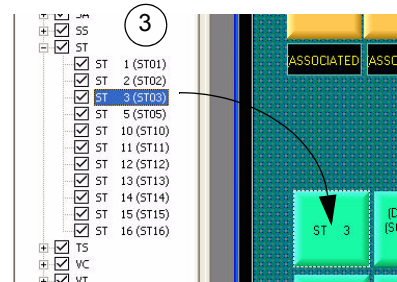 3
SS
ST
ST 1 (ST01)
ST 2 (ST02)
ST 3 (ST03)
ST 5 (ST05)
ST 10 (ST10)
ST 11 (ST11)
ST 12 (ST12)
ST 13 (ST13)
ST 14 (ST14)
ST 15 (ST15)
ST 16 (ST16)
TS
VC
ASSOCIATED
ST 3